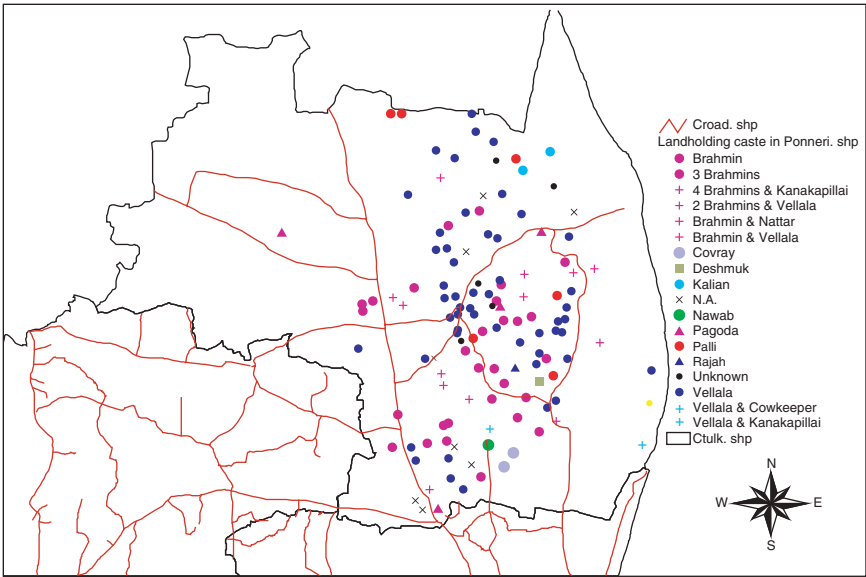 Croad. shp
Landholding caste in Ponneri. shp
Brahmin
3 Brahmins
4 Brahmins & Kanakapillai
2 Brahmins & Vellala
Brahmin & Nattar
Brahmin & Vellala
Covray
Deshmuk
Kalian
N.A.
Nawab
Pagoda
Palli
Rajah
Unknown
Vellala
Vellala & Cowkeeper
Vellala & Kanakapillai
Ctulk. shp
N
W E
S